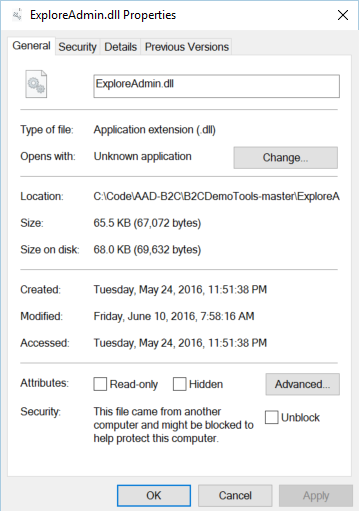 ExploreAdmin.dll Properties
General Security Details Previous Versions
ExploreAdmin.dll
Type of file: Application extension (.dll)
Opens with: Unknown application Change...
Location: C:\Code\AAD-B2C\B2CDemoTools-master\ExploreA
Size: 65.5 KB (67,072 bytes)
Size on disk: 68.0 KB (69,632 bytes)
Created: Tuesday, May 24, 2016, 11:51:38 PM
Modified: Friday, June 10, 2016, 7:58:16 AM
Accessed: Tuesday, May 24, 2016, 11:51:38 PM
Attributes: Read-only Hidden Advanced...
Security: This file came from another
computer and might be blocked to
help protect this computer.
Unblock
OK Cancel Apply